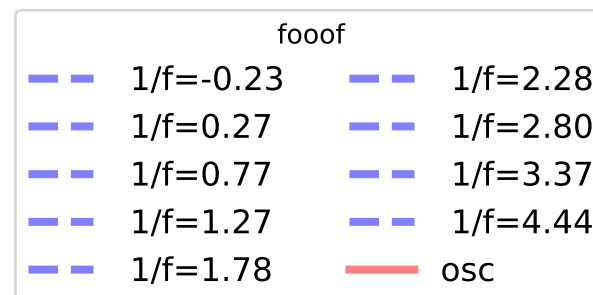 fooof
1/f=-0.23
1/f=0.27
1/f=0.77
1/f=1.27
1/f=1.78
1/f=2.28
1/f=2.80
1/f=3.37
1/f=4.44
osc